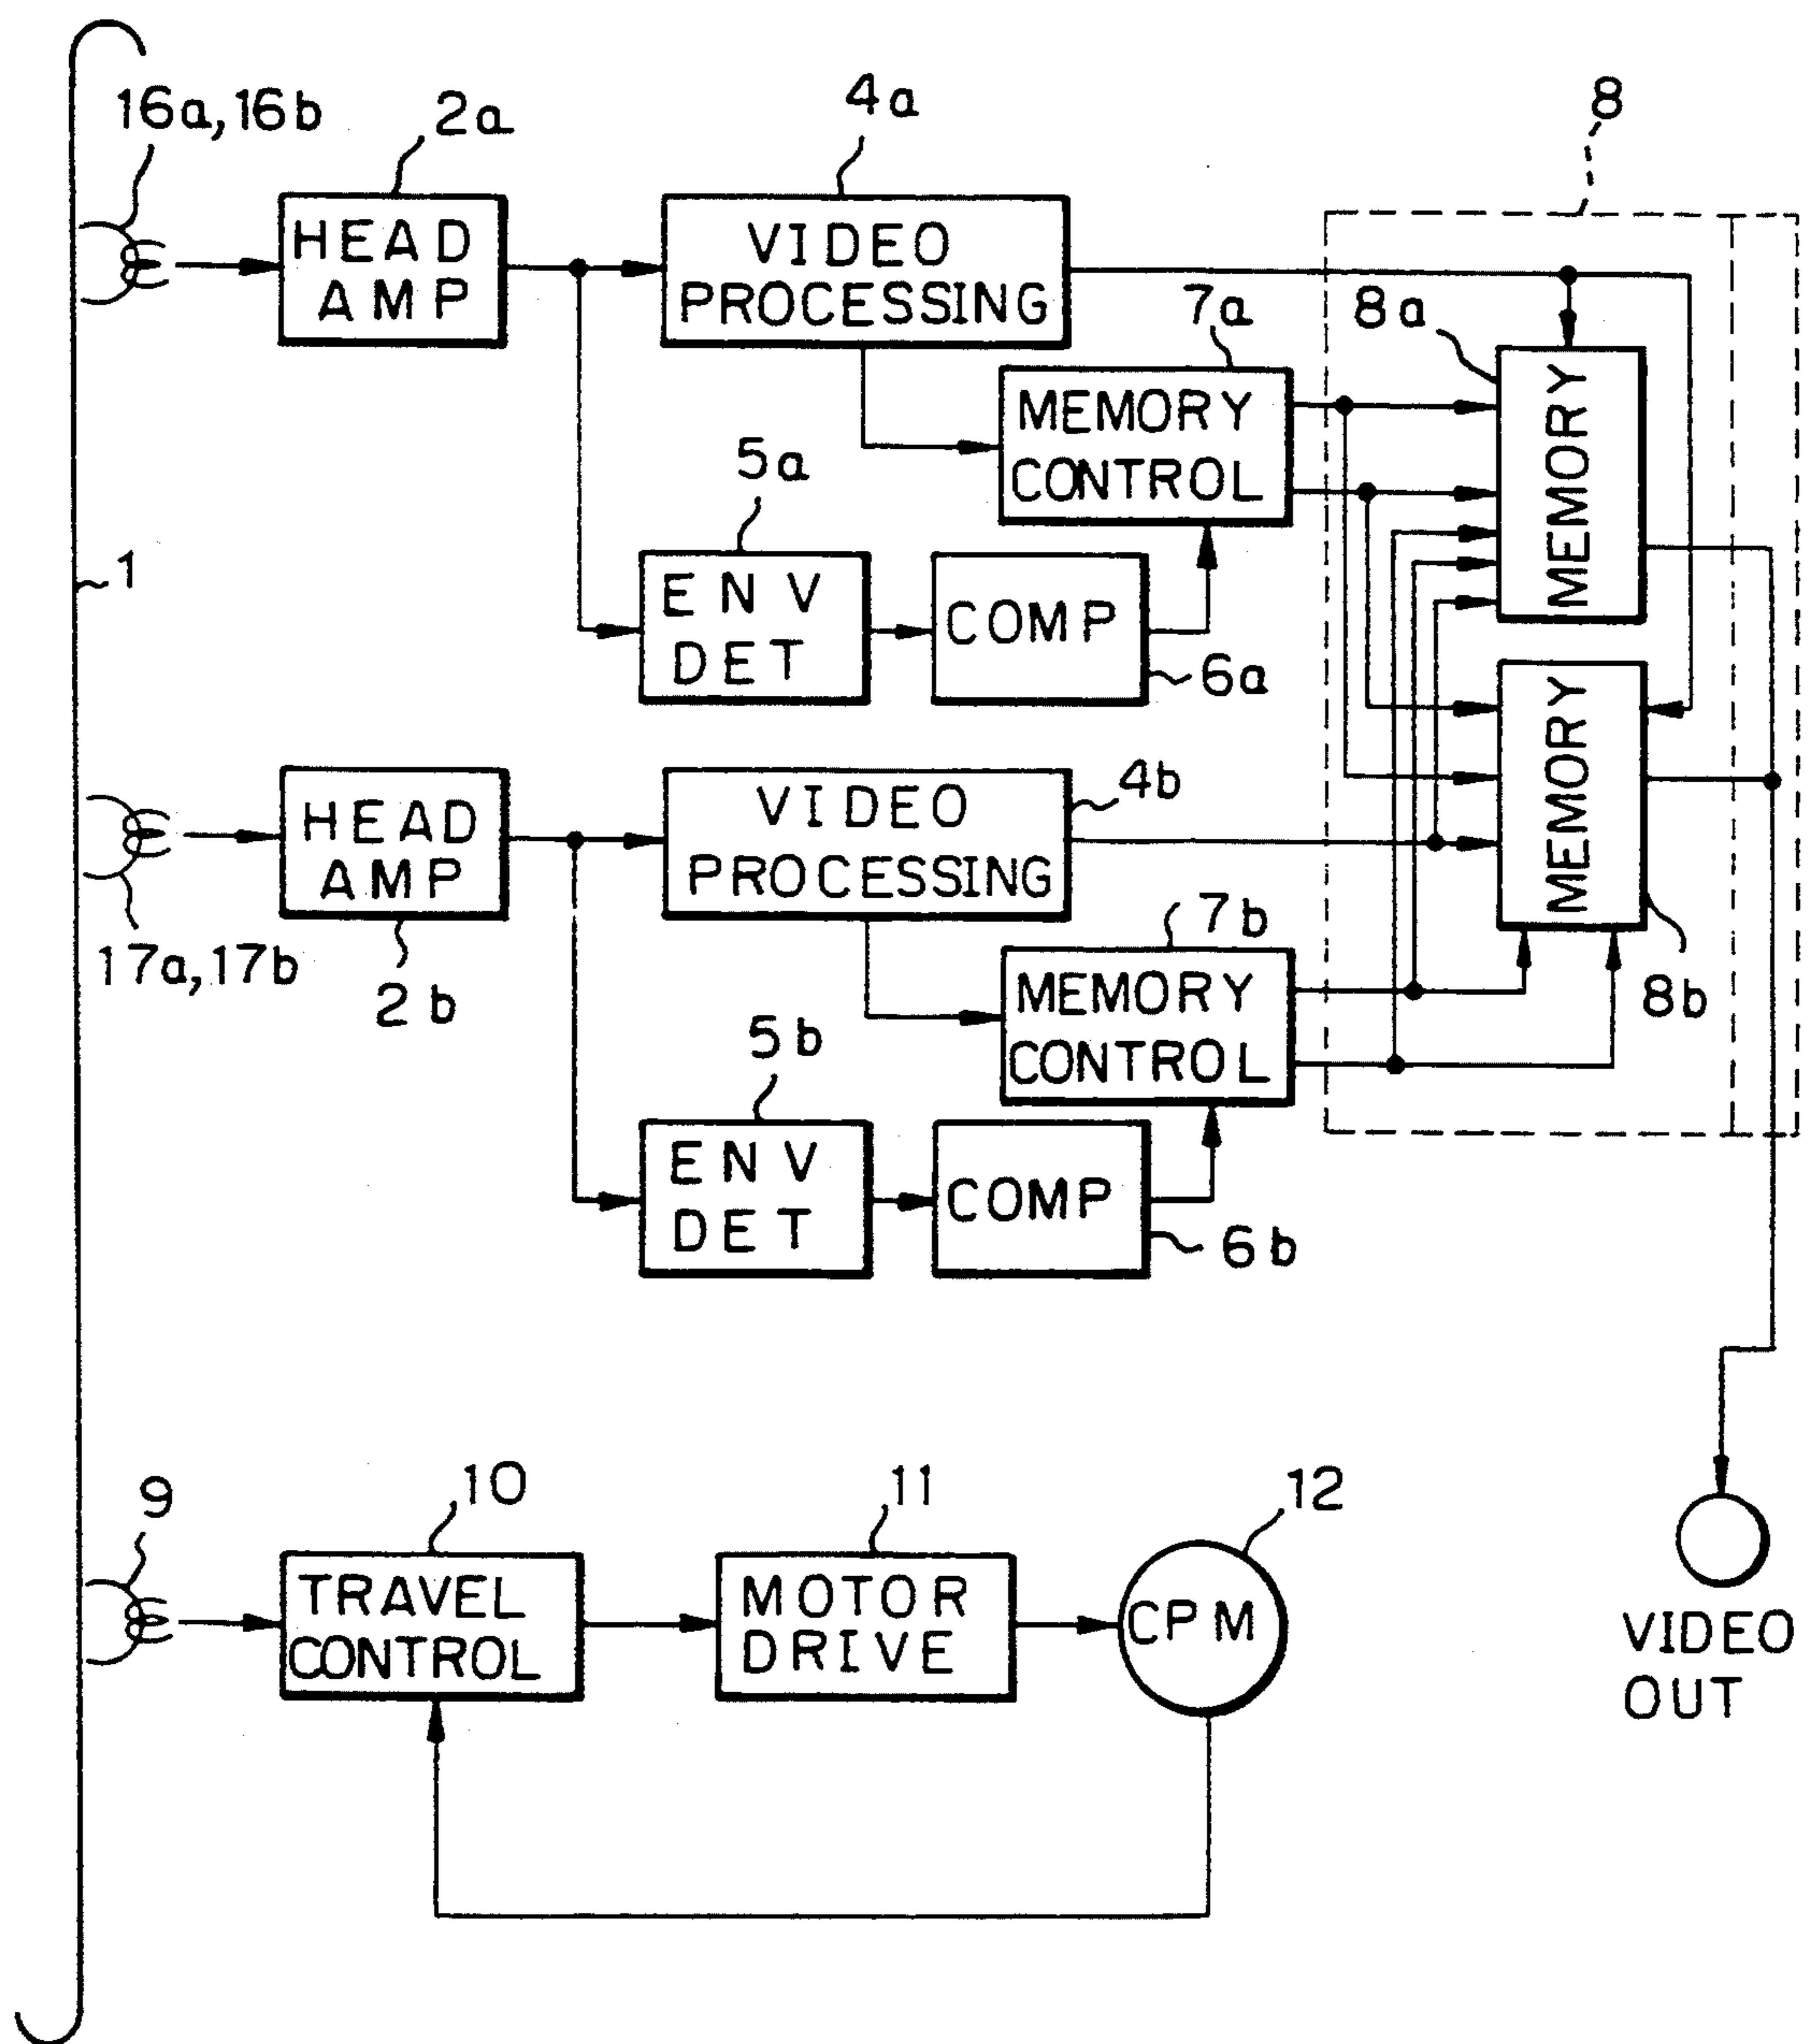 16a, 16b
2a
4a
8
HEAD
AMP
VIDEO
PROCESSING
7a
8a
MEMORY
CONTROL
MEMORY
5a
1
ENV
DET
COMP
6a
HEAD
AMP
VIDEO
PROCESSING
4b
MEMORY
17a, 17b
2b
7b
8b
MEMORY
CONTROL
5b
ENV
DET
COMP
6b
9
10
11
12
TRAVEL
CONTROL
MOTOR
DRIVE
CPM
VIDEO
OUT